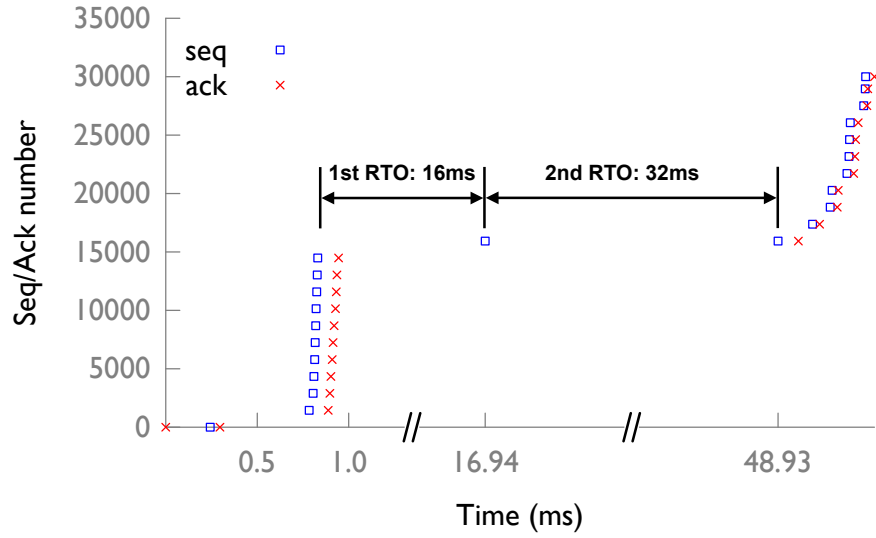 35000
30000
25000
20000
15000
10000
5000
0
Seq/Ack number
seq
ack
1st RTO: 16ms
2nd RTO: 32ms
0.5
1.0
16.94
48.93
Time (ms)